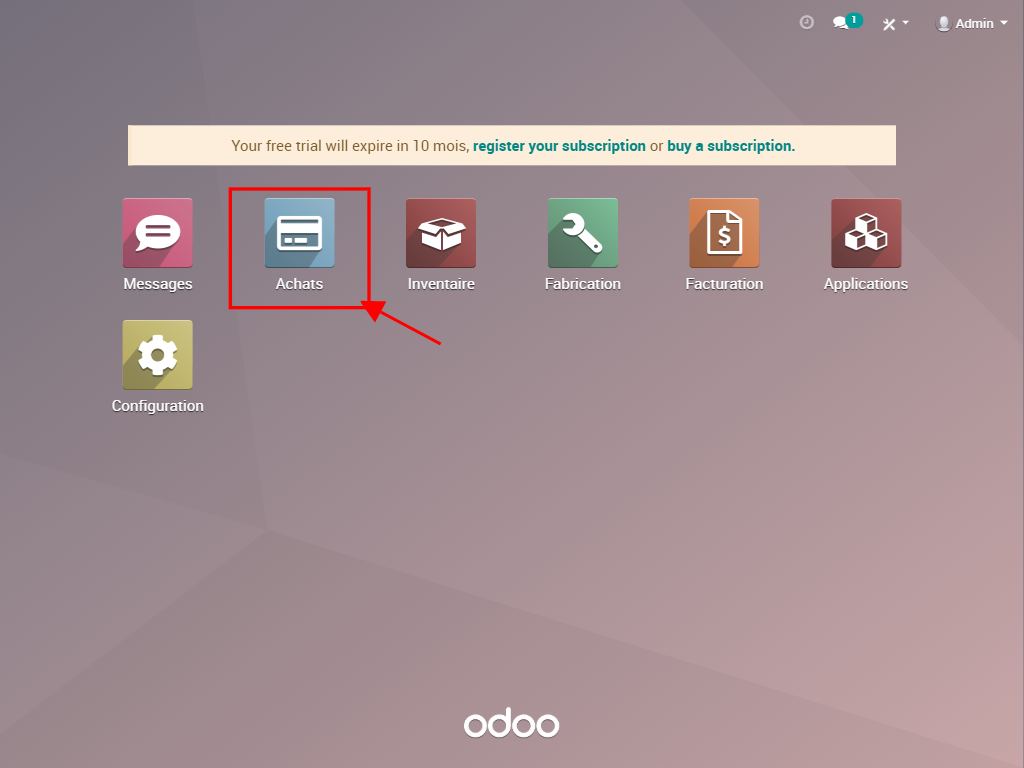 1
Admin
Your free trial will expire in 10 mois, register your subscription or buy a subscription.
Messages
Achats
Inventaire
Fabrication
Facturation
Applications
Configuration
odoo